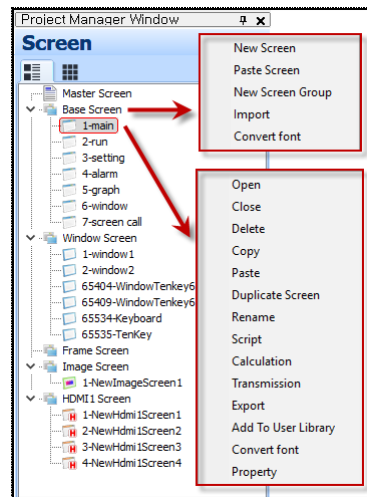 Project Manager Window
Screen
Master Screen
Base Screen
1-main
2-run
3-setting
4-alarm
5-graph
6-window
7-screen call
Window Screen
1-window1
2-window2
65404-WindowTenkey6
65409-WindowTenkey6
65534-Keyboard
65535-TenKey
Frame Screen
Image Screen
1-NewImageScreen1
HDMI1 Screen
1-NewHdmi1Screen1
2-NewHdmi1Screen2
3-NewHdmi1Screen3
4-NewHdmi1Screen4
New Screen
Paste Screen
New Screen Group
Import
Convert font
Open
Close
Delete
Copy
Paste
Duplicate Screen
Rename
Script
Calculation
Transmission
Export
Add To User Library
Convert font
Property